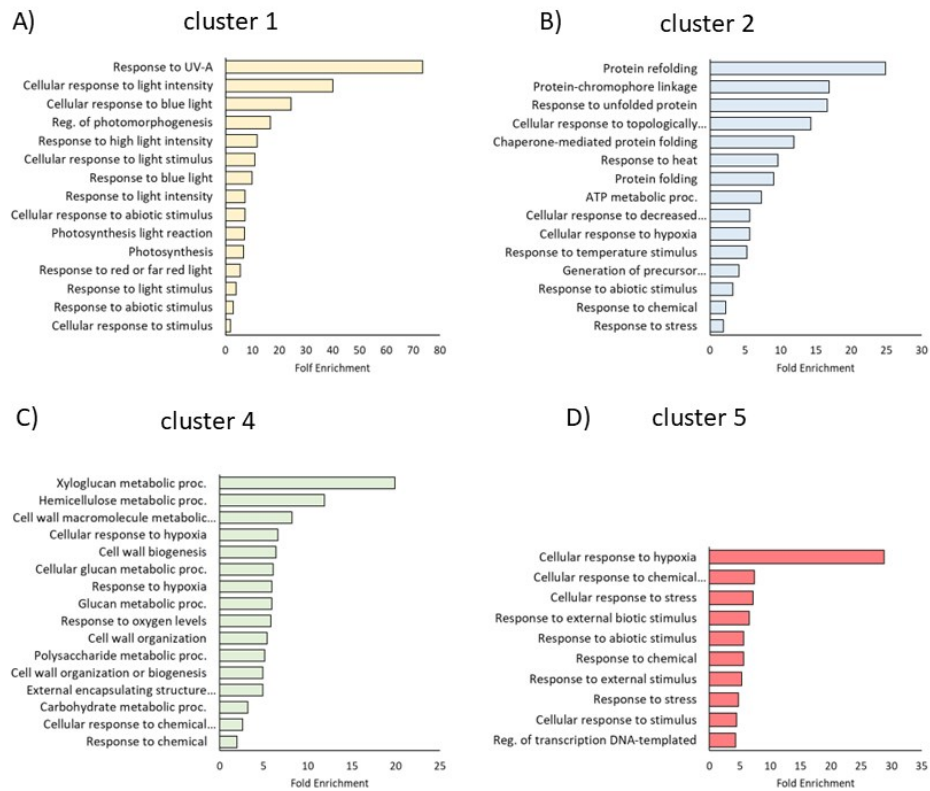 A)
cluster 1
Response to UV-A
Cellular response to light intensity
Cellular response to blue light
Reg. of photomorphogenesis
Response to high light intensity
Cellular response to light stimulus
Response to blue light
Response to light intensity
Cellular response to abiotic stimulus
Photosynthesis light reaction
Photosynthesis
Response to red or far red light
Response to light stimulus
Response to abiotic stimulus
Cellular response to stimulus
0 10 20 30 40 50 60 70 80
Folf Enrichment
B)
cluster 2
Protein refolding
Protein-chromophore linkage
Response to unfolded protein
Cellular response to topologically...
Chaperone-mediated protein folding
Response to heat
Protein folding
ATP metabolic proc.
Cellular response to decreased...
Cellular response to hypoxia
Response to temperature stimulus
Generation of precursor...
Response to abiotic stimulus
Response to chemical
Response to stress
0 5 10 15 20 25 30
Fold Enrichment
C)
cluster 4
Xyloglucan metabolic proc.
Hemicellulose metabolic proc.
Cell wall macromolecule metabolic...
Cellular response to hypoxia
Cell wall biogenesis
Cellular glucan metabolic proc.
Response to hypoxia
Glucan metabolic proc.
Response to oxygen levels
Cell wall organization
Polysaccharide metabolic proc.
Cell wall organization or biogenesis
External encapsulating structure...
Carbohydrate metabolic proc.
Cellular response to chemical...
Response to chemical
0 5 10 15 20 25
Fold Enrichment
D)
cluster 5
Cellular response to hypoxia
Cellular response to chemical...
Cellular response to stress
Response to external biotic stimulus
Response to abiotic stimulus
Response to chemical
Response to external stimulus
Response to stress
Cellular response to stimulus
Reg. of transcription DNA-templated
0 5 10 15 20 25 30 35
Fold Enrichment